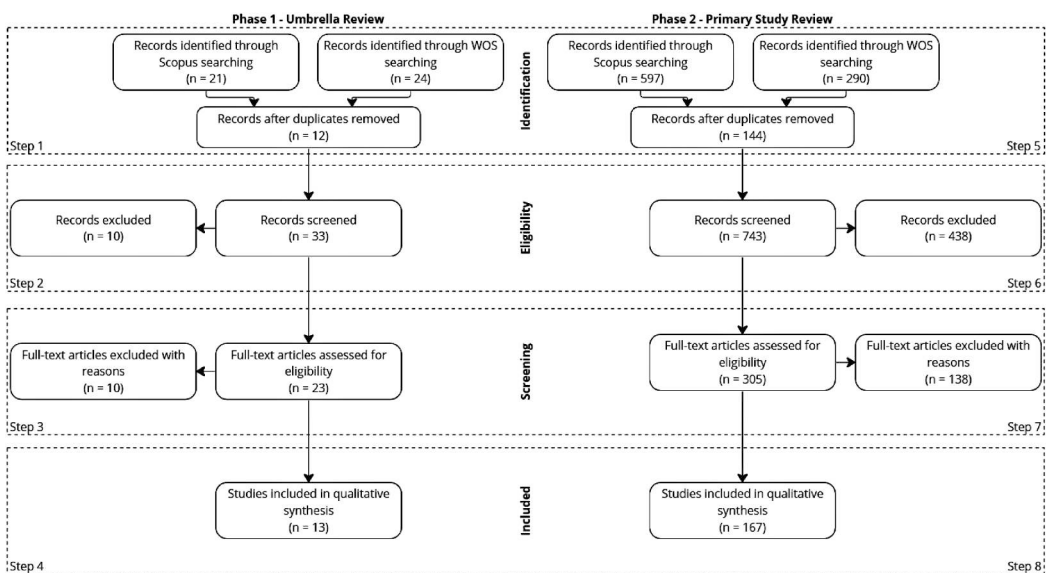 Phase 1 - Umbrella Review
Records identified through
Scopus searching
(n = 21)
Records identified through WOS
searching
(n = 24)
Records after duplicates removed
(n = 12)
Step 1
Records excluded
(n = 10)
Records screened
(n = 33)
Step 2
Full-text articles excluded with
reasons
(n = 10)
Full-text articles assessed for
eligibility
(n = 23)
Step 3
Studies included in qualitative
synthesis
(n = 13)
Step 4
Identification
Eligibility
Screening
Included
Phase 2 - Primary Study Review
Records identified through
Scopus searching
(n = 597)
Records identified through WOS
searching
(n = 290)
Records after duplicates removed
(n = 144)
Step 5
Records screened
(n = 743)
Records excluded
(n = 438)
Step 6
Full-text articles assessed for
eligibility
(n = 305)
Full-text articles excluded with
reasons
(n = 138)
Step 7
Studies included in qualitative
synthesis
(n = 167)
Step 8